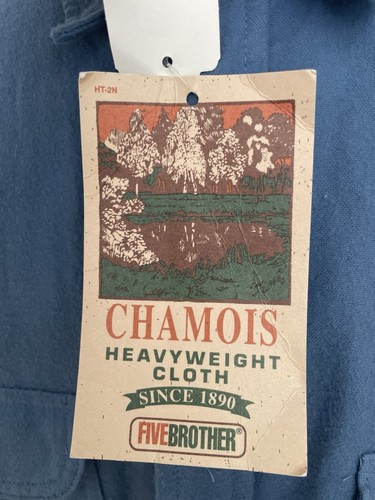 HT-2N
CHAMOIS
HEAVYWEIGHT
CLOTH
SINCE 1890
FIVEBROTHER®